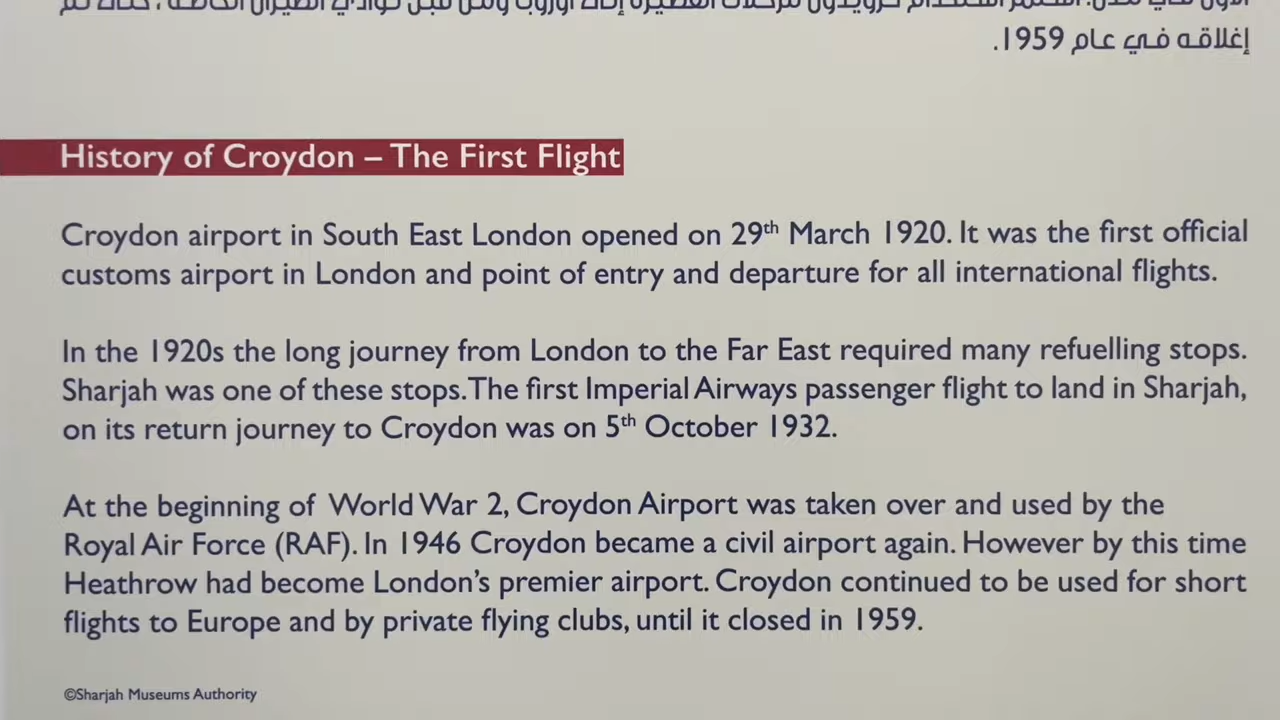 إغلاقه في عام 1959.
History of Croydon – The First Flight
Croydon airport in South East London opened on 29th March 1920. It was the first official
customs airport in London and point of entry and departure for all international flights.
In the 1920s the long journey from London to the Far East required many refuelling stops.
Sharjah was one of these stops. The first Imperial Airways passenger flight to land in Sharjah,
on its return journey to Croydon was on 5th October 1932.
At the beginning of World War 2, Croydon Airport was taken over and used by the
Royal Air Force (RAF). In 1946 Croydon became a civil airport again. However by this time
Heathrow had become London's premier airport. Croydon continued to be used for short
flights to Europe and by private flying clubs, until it closed in 1959.
©Sharjah Museums Authority